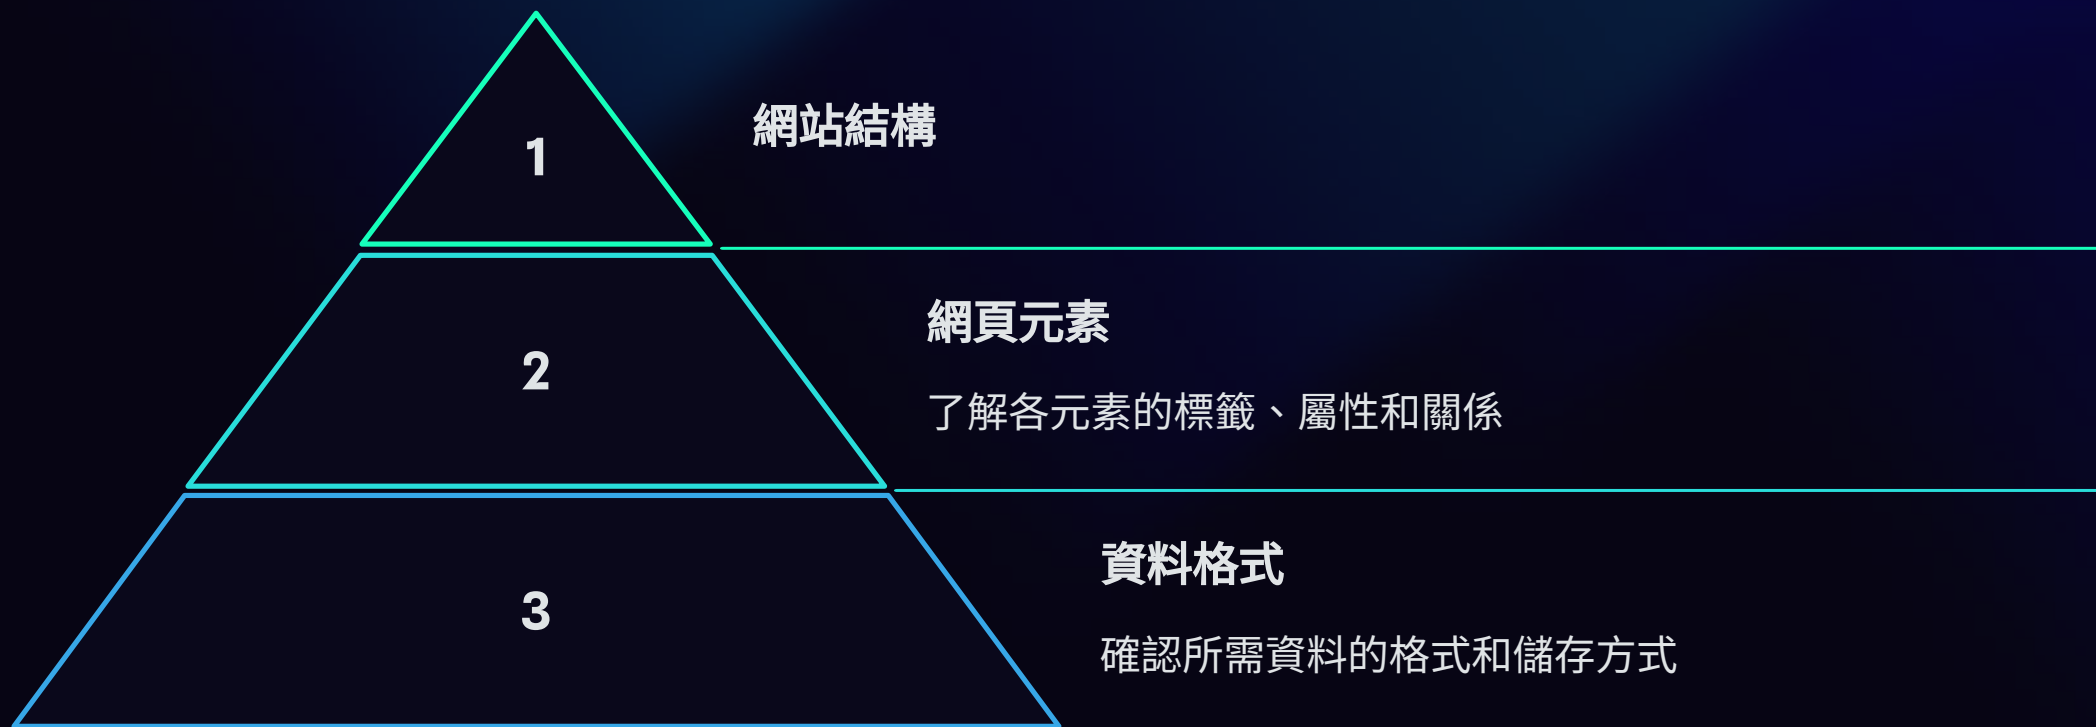 1
網站結構
2
網頁元素
了解各元素的標籤、屬性和關係
3
資料格式
確認所需資料的格式和儲存方式